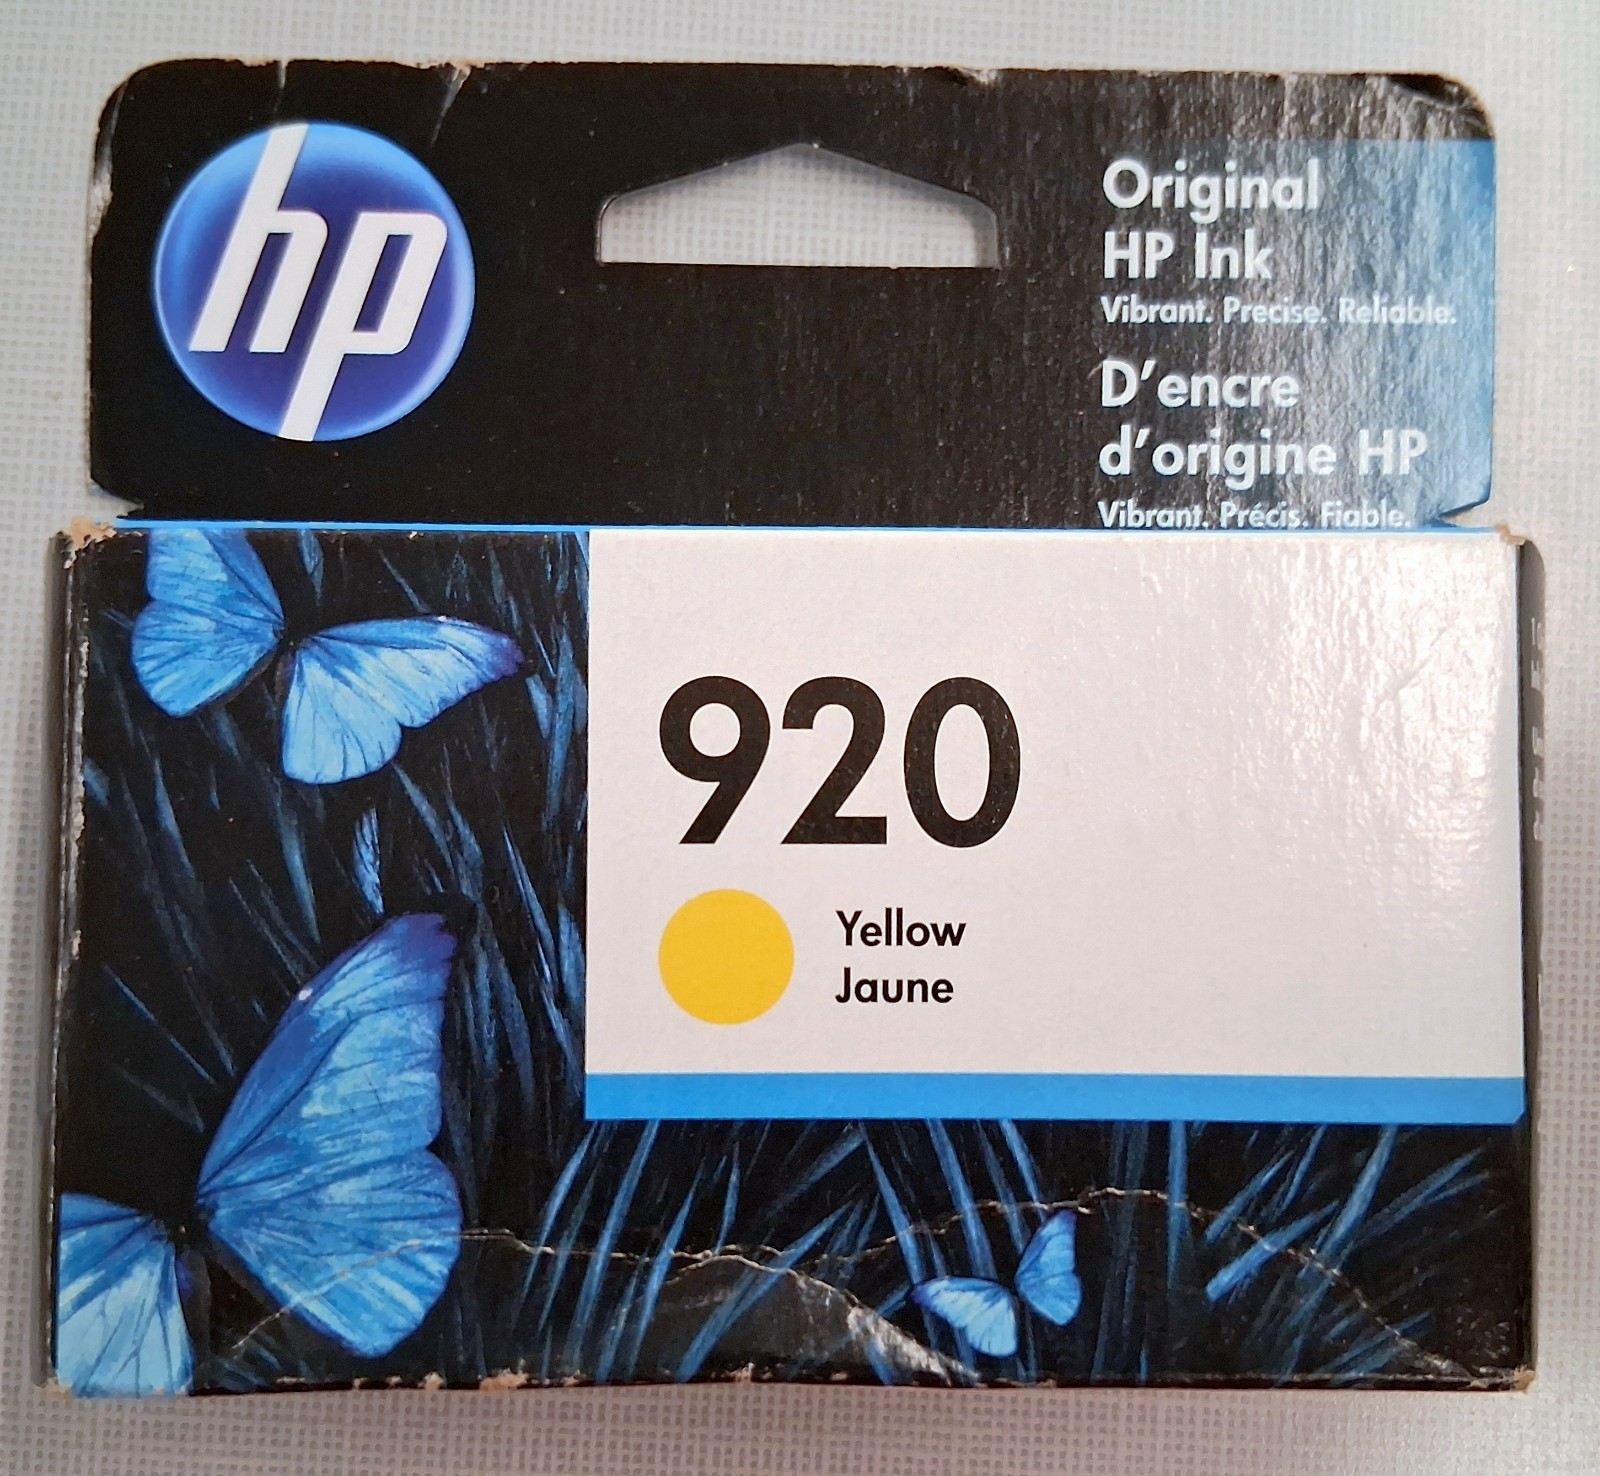 hp
Original
HP Ink
Vibrant. Precise. Reliable.
D'encre
d'origine HP
Vibrant. Précis. Fiable.
920
Yellow
Jaune